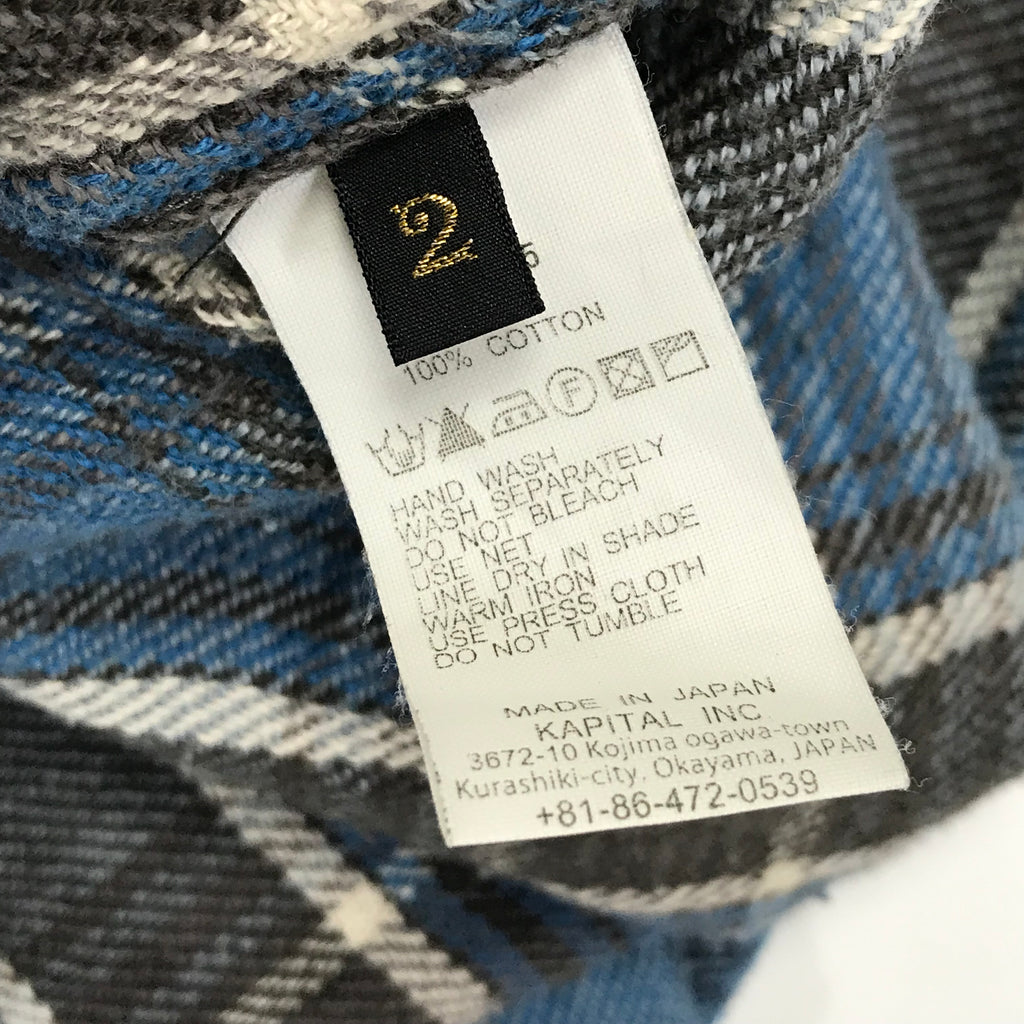 2
5
100% COTTON
P
HAND WASH
WASH SEPARATELY
DO NOT BLEACH
USE NET
LINE DRY IN SHADE
WARM IRON
USE PRESS CLOTH
DO NOT TUMBLE
MADE IN JAPAN
KAPITAL INC.
3672-10 Kojima ogawa-town
Kurashiki-city, Okayama, JAPAN
+81-86-472-0539